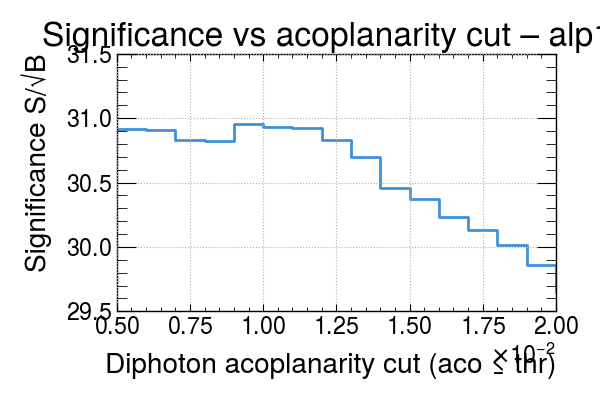 Significance vs acoplanarity cut – alp1
Significance S/√B
31.5
31.0
30.5
30.0
29.5
0.50 0.75 1.00 1.25 1.50 1.75 2.00
×10⁻²
Diphoton acoplanarity cut (aco ≤ thr)